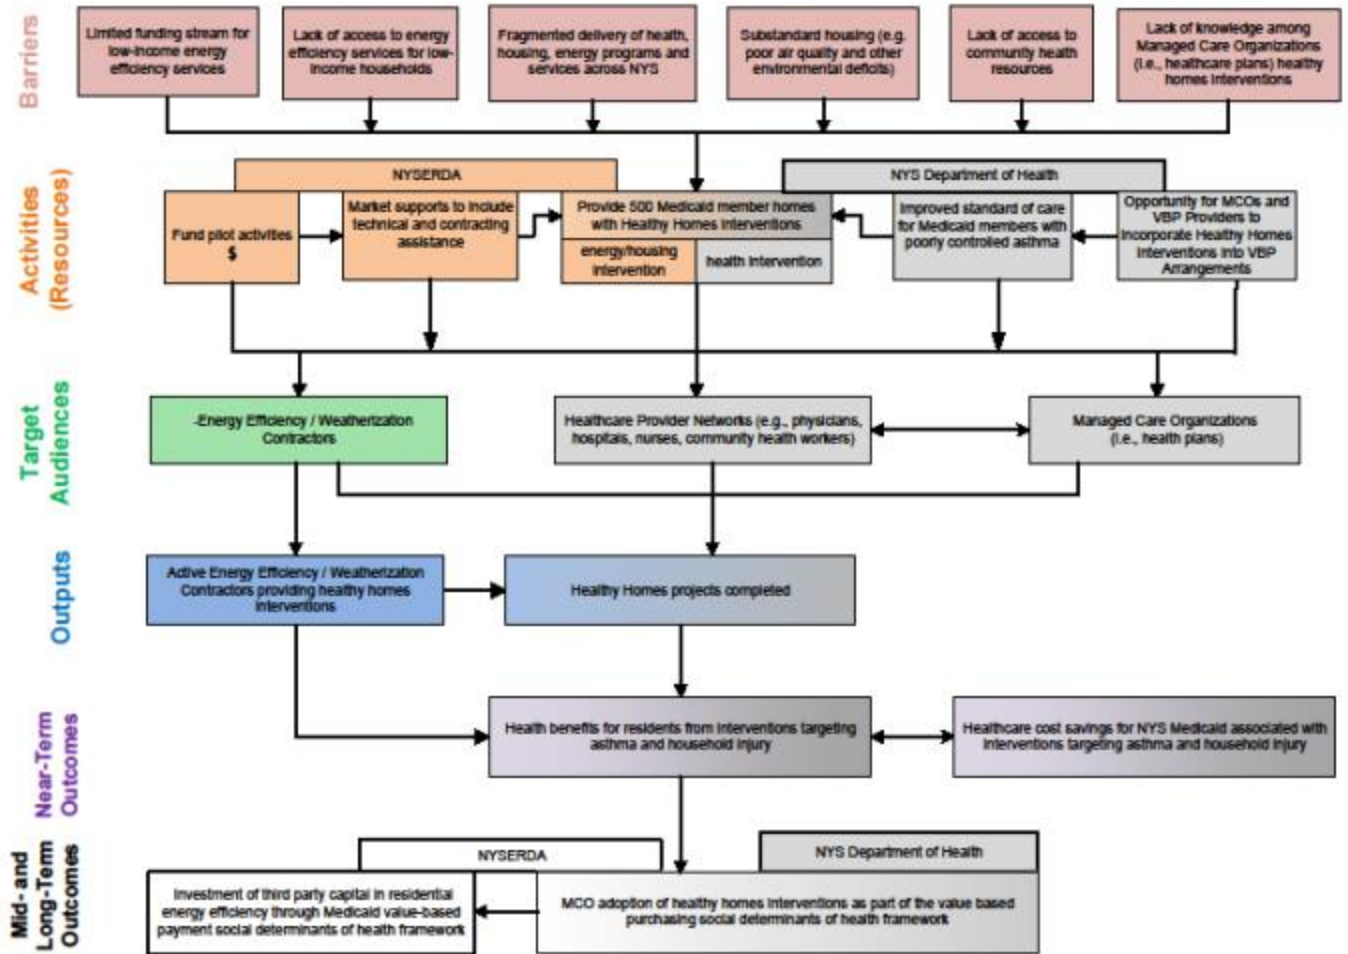 Barriers
Limited funding stream for
low-income energy
efficiency services
Lack of access to energy
efficiency services for low-
income households
Fragmented delivery of health,
housing, energy programs and
services across NYS
Substandard housing (e.g.
poor air quality and other
environmental deficits)
Lack of access to
community health
resources
Lack of knowledge among
Managed Care Organizations
(i.e., healthcare plans) healthy
homes interventions
Activities
(Resources)
NYSERDA
NYS Department of Health
Fund pilot activities
$
Market supports to include
technical and contracting
assistance
Provide 500 Medicaid member homes
with Healthy Homes Interventions
energy/housing
intervention
health intervention
Improved standard of care
for Medicaid members with
poorly controlled asthma
Opportunity for MCOs and
VBP Providers to
Incorporate Healthy Homes
Interventions into VBP
Arrangements
Target
Audiences
-Energy Efficiency / Weatherization
Contractors
Healthcare Provider Networks (e.g., physicians,
hospitals, nurses, community health workers)
Managed Care Organizations
(i.e., health plans)
Outputs
Active Energy Efficiency / Weatherization
Contractors providing healthy homes
interventions
Healthy Homes projects completed
Near-Term
Outcomes
Health benefits for residents from interventions targeting
asthma and household injury
Healthcare cost savings for NYS Medicaid associated with
interventions targeting asthma and household injury
Mid- and
Long-Term
Outcomes
NYSERDA
NYS Department of Health
Investment of third party capital in residential
energy efficiency through Medicaid value-based
payment social determinants of health framework
MCO adoption of healthy homes interventions as part of the value based
purchasing social determinants of health framework